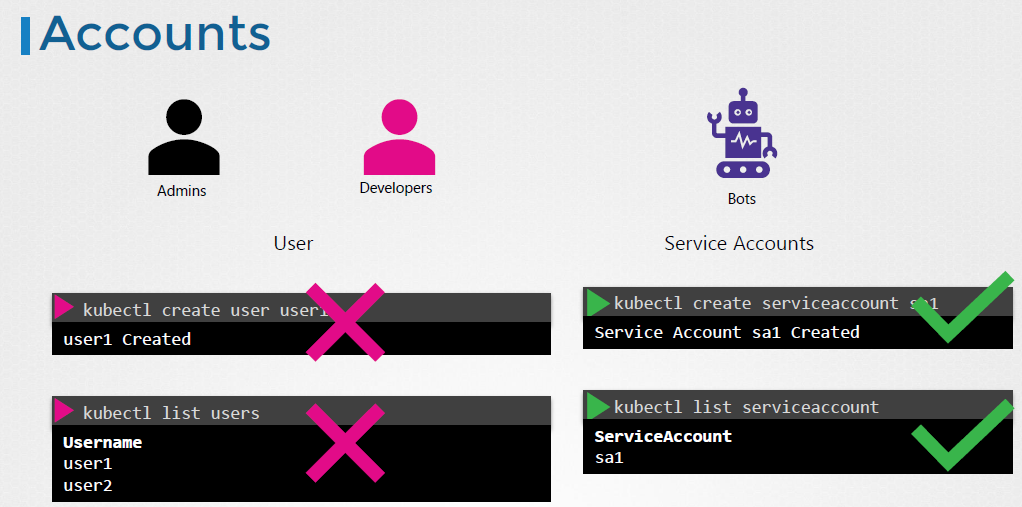 Accounts
Admins
Developers
Bots
User
Service Accounts
kubectl create user user1
user1 Created
kubectl create serviceaccount sa1
Service Account sa1 Created
kubectl list users
Username
user1
user2
kubectl list serviceaccount
ServiceAccount
sa1